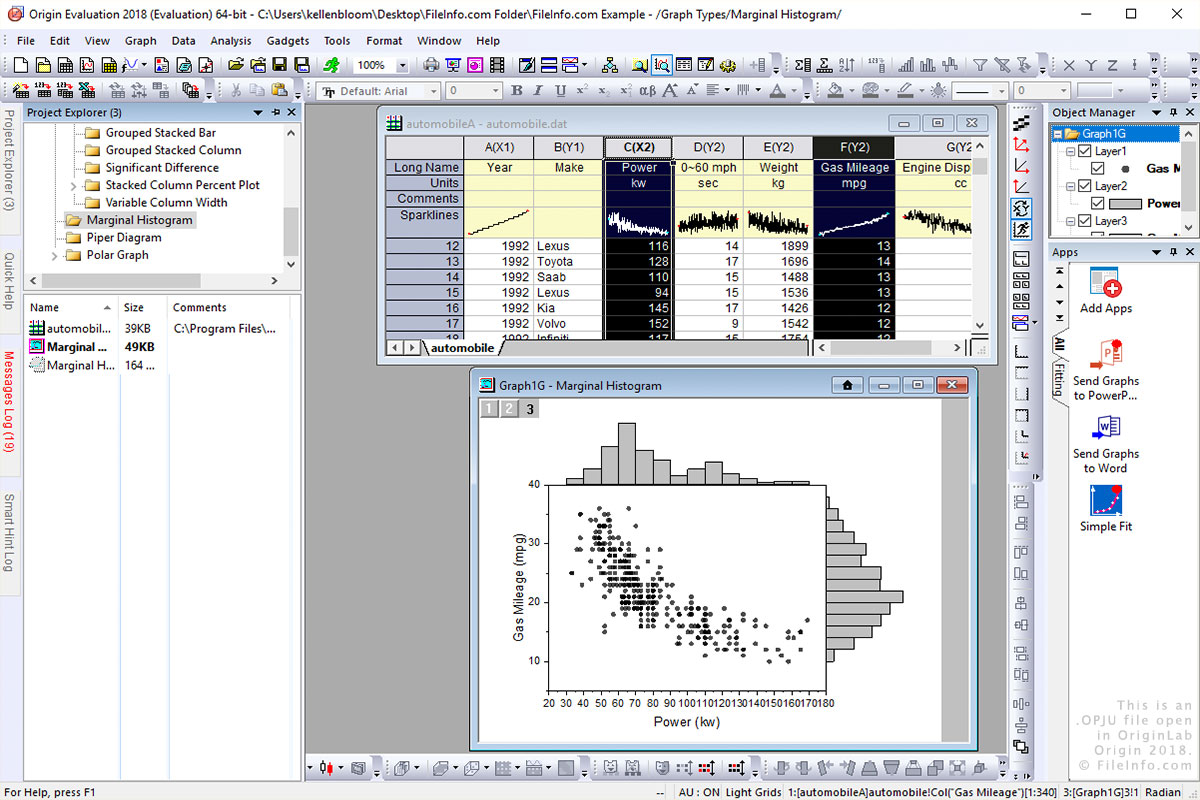 Origin Evaluation 2018 (Evaluation) 64-bit - C:\Users\kellenbloom\Desktop\FileInfo.com Folder\FileInfo.com Example - /Graph Types/Marginal Histogram/
File Edit View Graph Data Analysis Gadgets Tools Format Window Help
100%
Default: Arial 0 B I U αβ A A A 0
Project Explorer (3)
Quick Help
Messages Log (19)
Smart Hint Log
Project Explorer (3)
Grouped Stacked Bar
Grouped Stacked Column
Significant Difference
Stacked Column Percent Plot
Variable Column Width
Marginal Histogram
Piper Diagram
Polar Graph
Name Size Comments
automobil... 39KB C:\Program Files\...
Marginal ... 49KB
Marginal H... 164 ...
automobileA - automobile.dat
A(X1) B(Y1) C(X2) D(Y2) E(Y2) F(Y2) G(Y2
Long Name Year Make Power 0~60 mph Weight Gas Mileage Engine Disp
Units kw sec kg mpg cc
Comments
Sparklines
12 1992 Lexus 116 14 1899 13
13 1992 Toyota 128 17 1696 14
14 1992 Saab 110 15 1488 13
15 1992 Lexus 94 15 1536 13
16 1992 Kia 145 17 1426 12
17 1992 Volvo 152 9 1542 12
18 1992 Infiniti 117 15 1754 12
automobile
Graph1G - Marginal Histogram
1 2 3
40
30
20
10
Gas Mileage (mpg)
20 30 40 50 60 70 80 90 100 110 120 130 140 150 160 170 180
Power (kw)
Object Manager
Graph1G
Layer1
Gas M
Layer2
Power
Layer3
Apps
All
Fitting
Add Apps
Send Graphs
to PowerP...
Send Graphs
to Word
Simple Fit
This is an
.OPJU file open
in OriginLab
Origin 2018.
© FileInfo.com
For Help, press F1
-- AU : ON Light Grids 1:[automobileA]automobile!Col("Gas Mileage")[1:340] 3:[Graph1G]3!1 Radian